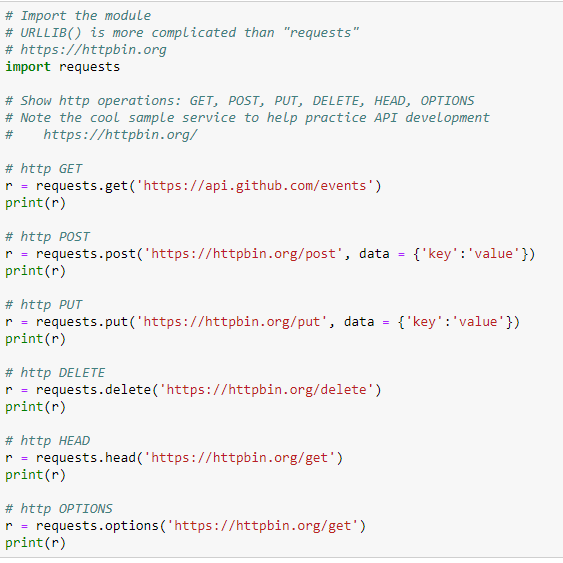 # Import the module
# URLLIB() is more complicated than "requests"
# https://httpbin.org
import requests

# Show http operations: GET, POST, PUT, DELETE, HEAD, OPTIONS
# Note the cool sample service to help practice API development
#    https://httpbin.org/

# http GET
r = requests.get('https://api.github.com/events')
print(r)

# http POST
r = requests.post('https://httpbin.org/post', data = {'key':'value'})
print(r)

# http PUT
r = requests.put('https://httpbin.org/put', data = {'key':'value'})
print(r)

# http DELETE
r = requests.delete('https://httpbin.org/delete')
print(r)

# http HEAD
r = requests.head('https://httpbin.org/get')
print(r)

# http OPTIONS
r = requests.options('https://httpbin.org/get')
print(r)